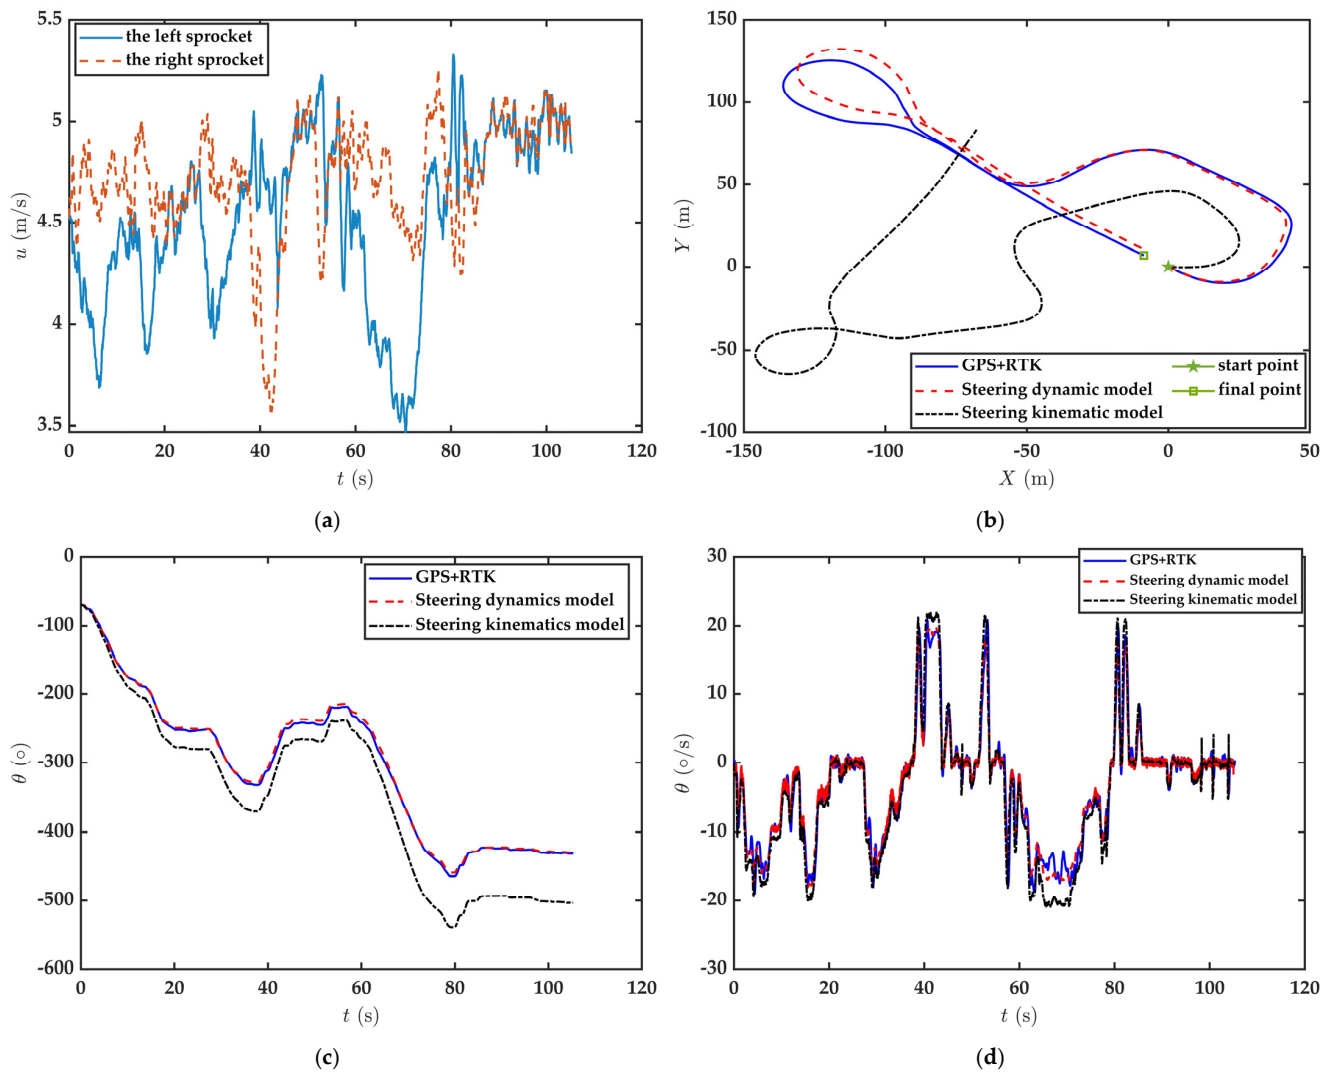 5.5
5
4.5
4
3.5
0
20
40
60
80
100
120
u (m/s)
t (s)
the left sprocket
the right sprocket
(a)
150
100
50
0
-50
-100
-150
-100
-50
0
50
Y (m)
X (m)
GPS+RTK
Steering dynamic model
Steering kinematic model
start point
final point
(b)
0
-100
-200
-300
-400
-500
-600
0
20
40
60
80
100
120
θ (○)
t (s)
GPS+RTK
Steering dynamics model
Steering kinematics model
(c)
30
20
10
0
-10
-20
-30
0
20
40
60
80
100
120
θ (○/s)
t (s)
GPS+RTK
Steering dynamic model
Steering kinematic model
(d)